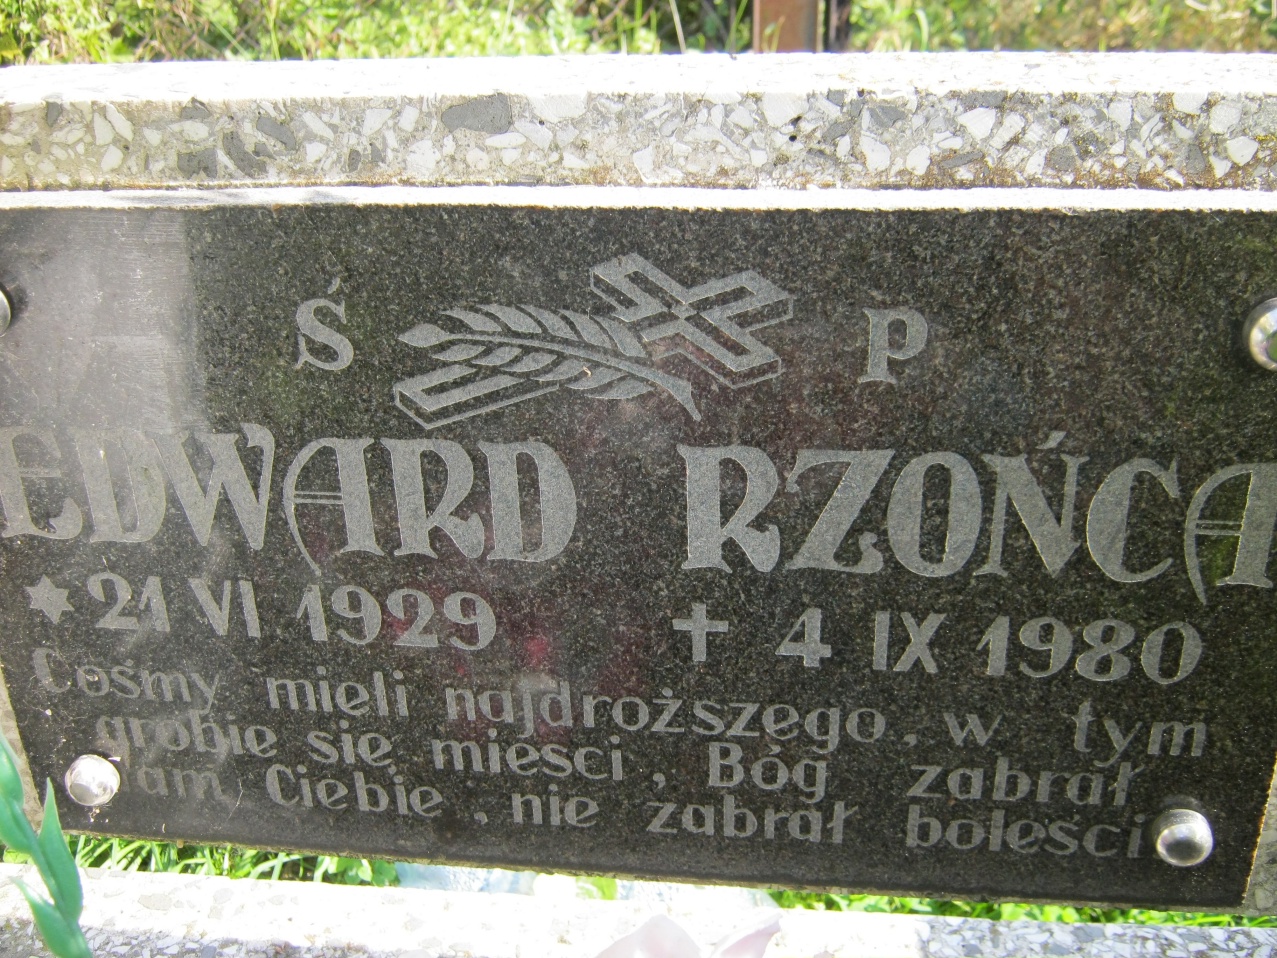 Ś P
EDWARD RZOŃCA
21 VI 1929 4 IX 1980
Cośmy mieli najdroższego, w tym
grobie się mieści, Bóg zabrał
nam Ciebie, nie zabrał boleści